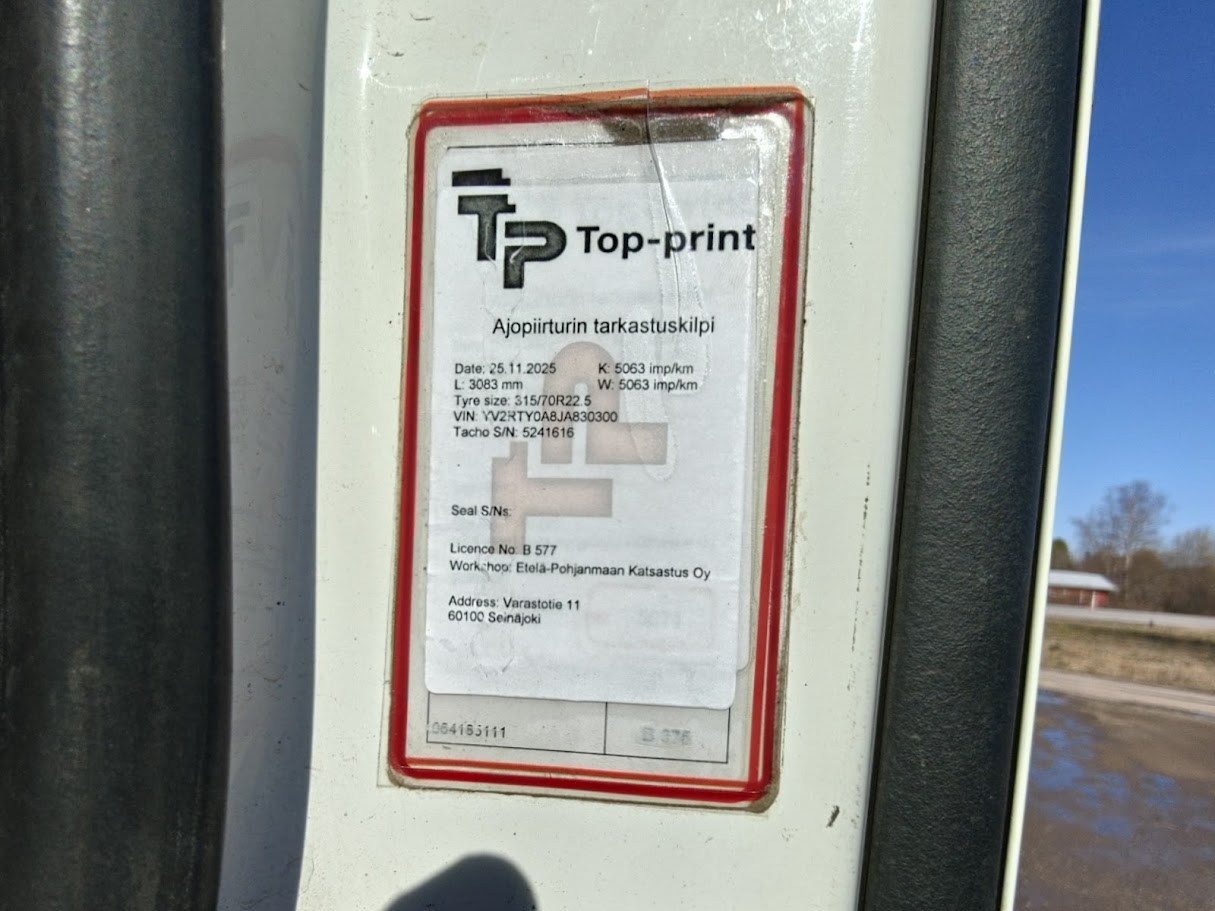 TP Top-print
Ajopiirturin tarkastuskilpi
Date: 25.11.2025 K: 5063 imp/km
L: 3083 mm W: 5063 imp/km
Tyre size: 315/70R22.5
VIN: YV2RTY0A8JA830300
Tacho S/N: 5241616
Seal S/Ns:
Licence No. B 577
Workshop: Etelä-Pohjanmaan Katsastus Oy
Address: Varastotie 11
60100 Seinäjoki